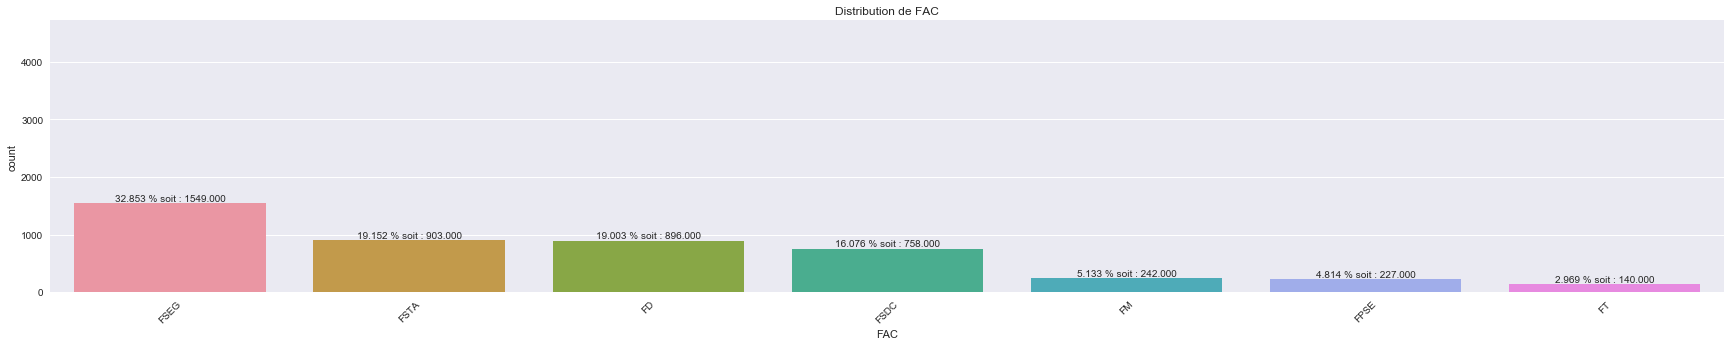 Distribution de FAC
4000
3000
2000
1000
0
count
32.853 % soit : 1549.000
19.152 % soit : 903.000
19.003 % soit : 896.000
16.076 % soit : 758.000
5.133 % soit : 242.000
4.814 % soit : 227.000
2.969 % soit : 140.000
FSEG
FSTA
FD
FSDC
FM
FPSE
FT
FAC